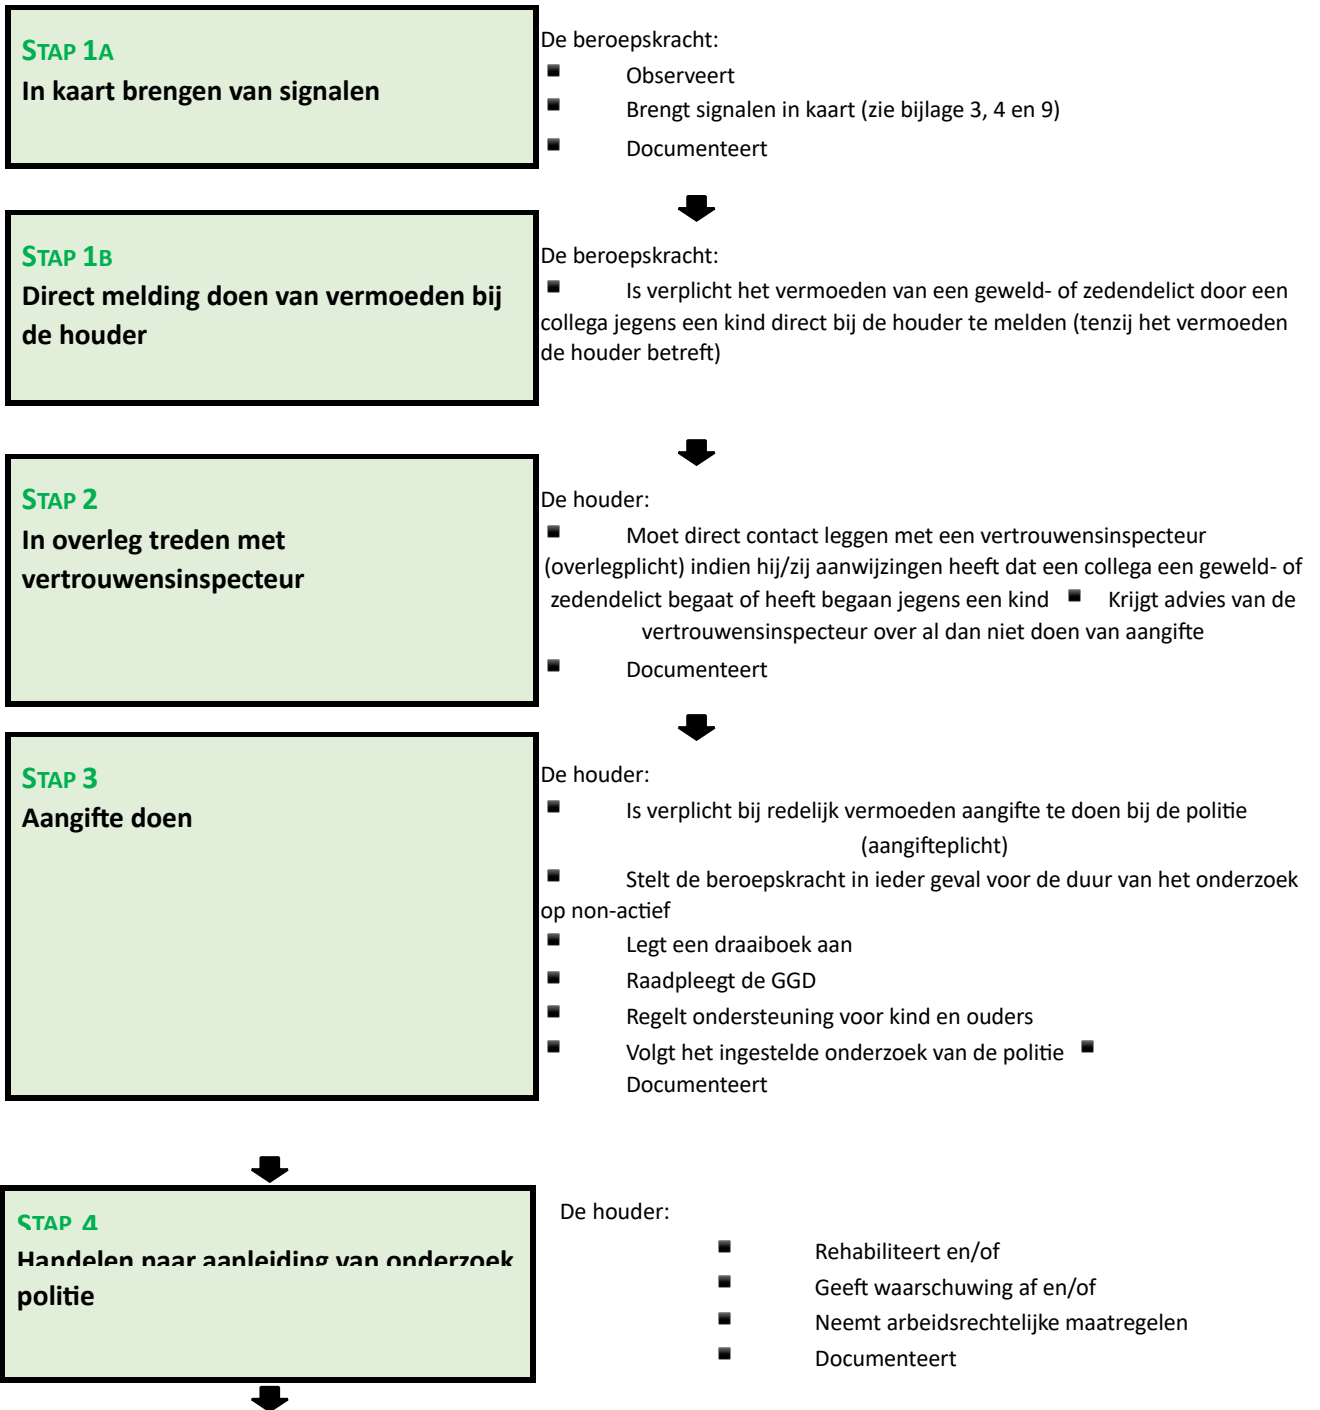 STAP 1A
In kaart brengen van signalen
De beroepskracht:
▪ Observeert
▪ Brengt signalen in kaart (zie bijlage 3, 4 en 9)
▪ Documenteert
STAP 1B
Direct melding doen van vermoeden bij
de houder
De beroepskracht:
▪ Is verplicht het vermoeden van een geweld- of zedendelict door een
collega jegens een kind direct bij de houder te melden (tenzij het vermoeden
de houder betreft)
STAP 2
In overleg treden met
vertrouwensinspecteur
De houder:
▪ Moet direct contact leggen met een vertrouwensinspecteur
(overlegplicht) indien hij/zij aanwijzingen heeft dat een collega een geweld- of
zedendelict begaat of heeft begaan jegens een kind ▪ Krijgt advies van de
vertrouwensinspecteur over al dan niet doen van aangifte
▪ Documenteert
STAP 3
Aangifte doen
De houder:
▪ Is verplicht bij redelijk vermoeden aangifte te doen bij de politie
(aangifteplicht)
▪ Stelt de beroepskracht in ieder geval voor de duur van het onderzoek
op non-actief
▪ Legt een draaiboek aan
▪ Raadpleegt de GGD
▪ Regelt ondersteuning voor kind en ouders
▪ Volgt het ingestelde onderzoek van de politie ▪
Documenteert
STAP 4
Handelen naar aanleiding van onderzoek
politie
De houder:
▪ Rehabiliteert en/of
▪ Geeft waarschuwing af en/of
▪ Neemt arbeidsrechtelijke maatregelen
▪ Documenteert